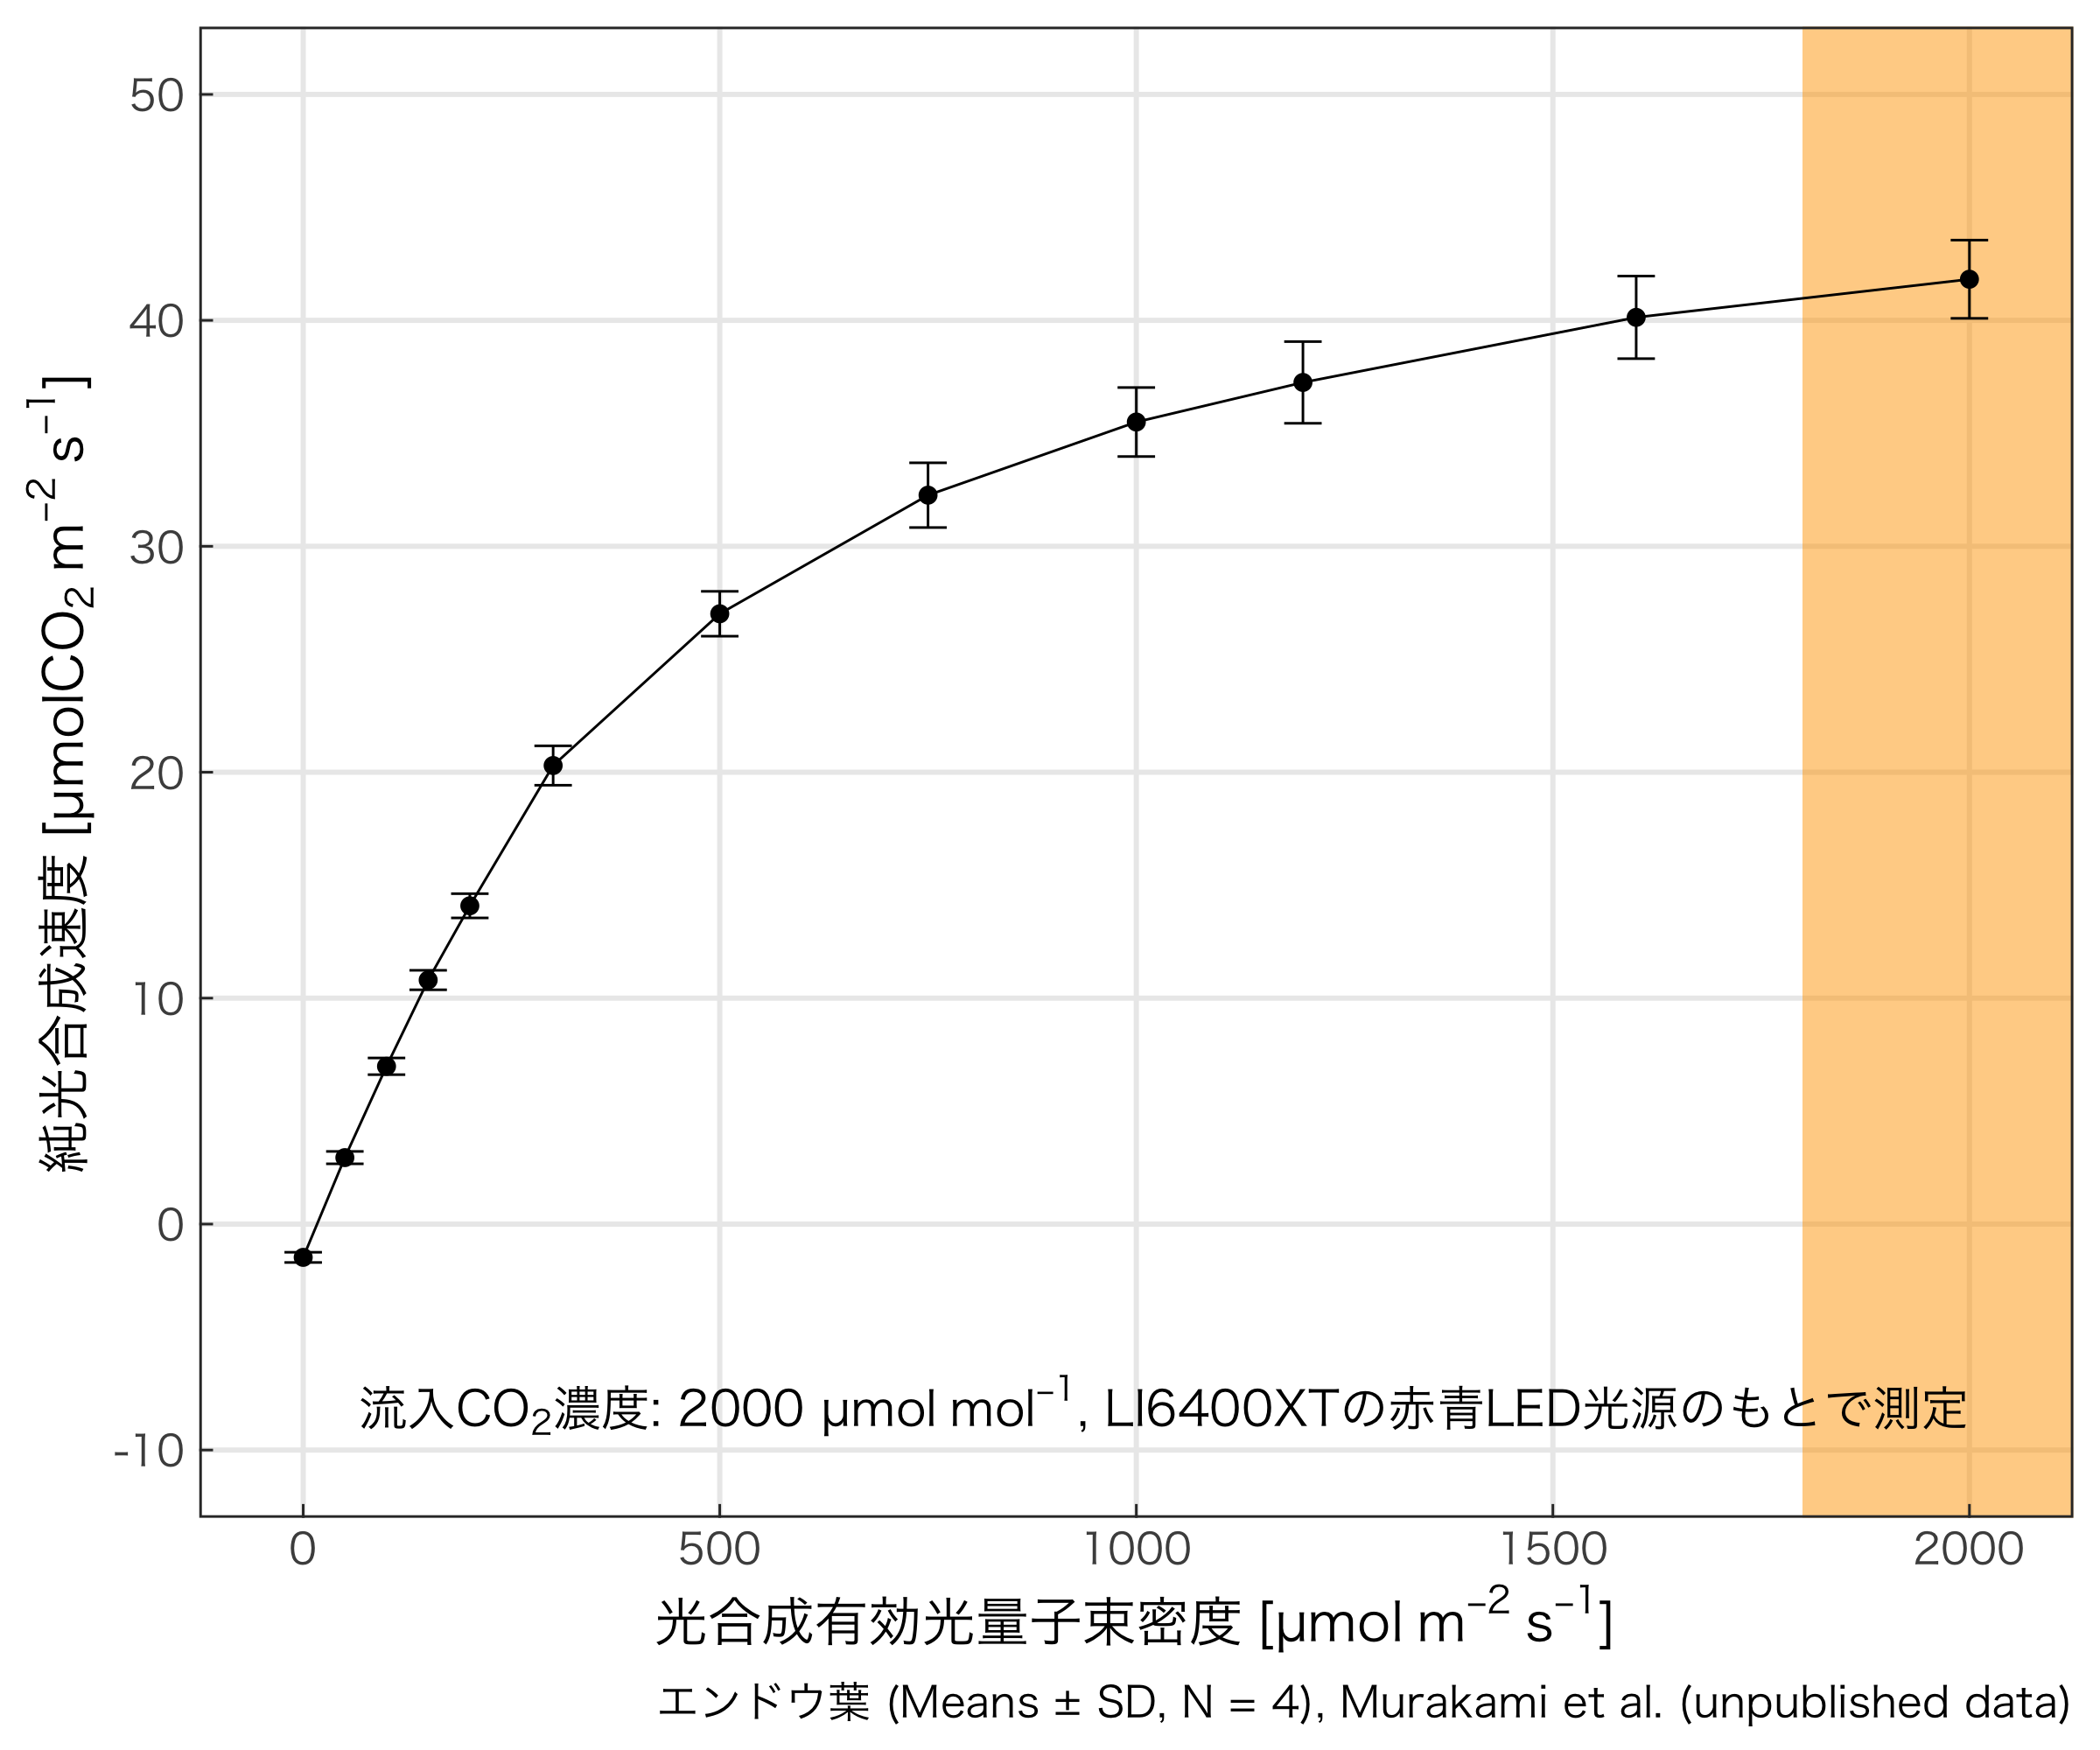 50
40
30
20
10
0
-10
純光合成速度 [µmolCO₂ m⁻² s⁻¹]
流入CO₂濃度: 2000 µmol mol⁻¹, LI6400XTの赤青LED光源のもとで測定
0 500 1000 1500 2000
光合成有効光量子束密度 [µmol m⁻² s⁻¹]
エンドウ葉 (Means ± SD, N = 4), Murakami et al. (unpublished data)